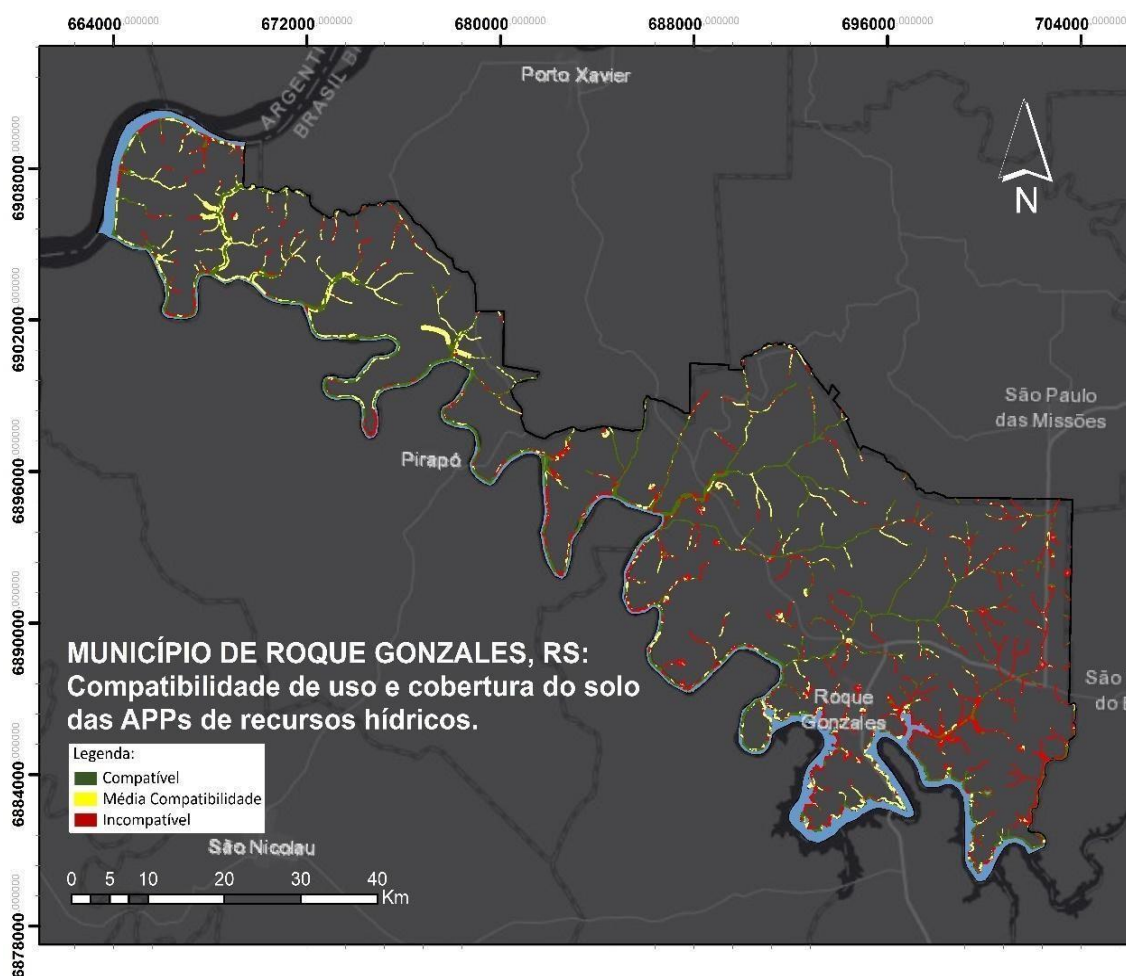 664000,000000 672000,000000 680000,000000 688000,000000 696000,000000 704000,000000
Porto Xavier
ARGENTI
BRASIL
6908000,000000
N
6902000,000000
São Paulo
das Missões
Pirapó
6896000,000000
6890000,000000
MUNICÍPIO DE ROQUE GONZALES, RS:
Compatibilidade de uso e cobertura do solo
das APPs de recursos hídricos.
São
do
Roque
Gonzales
Legenda:
Compatível
Média Compatibilidade
Incompatível
6884000,000000
São Nicolau
0 5 10 20 30 40
Km
6878000,000000